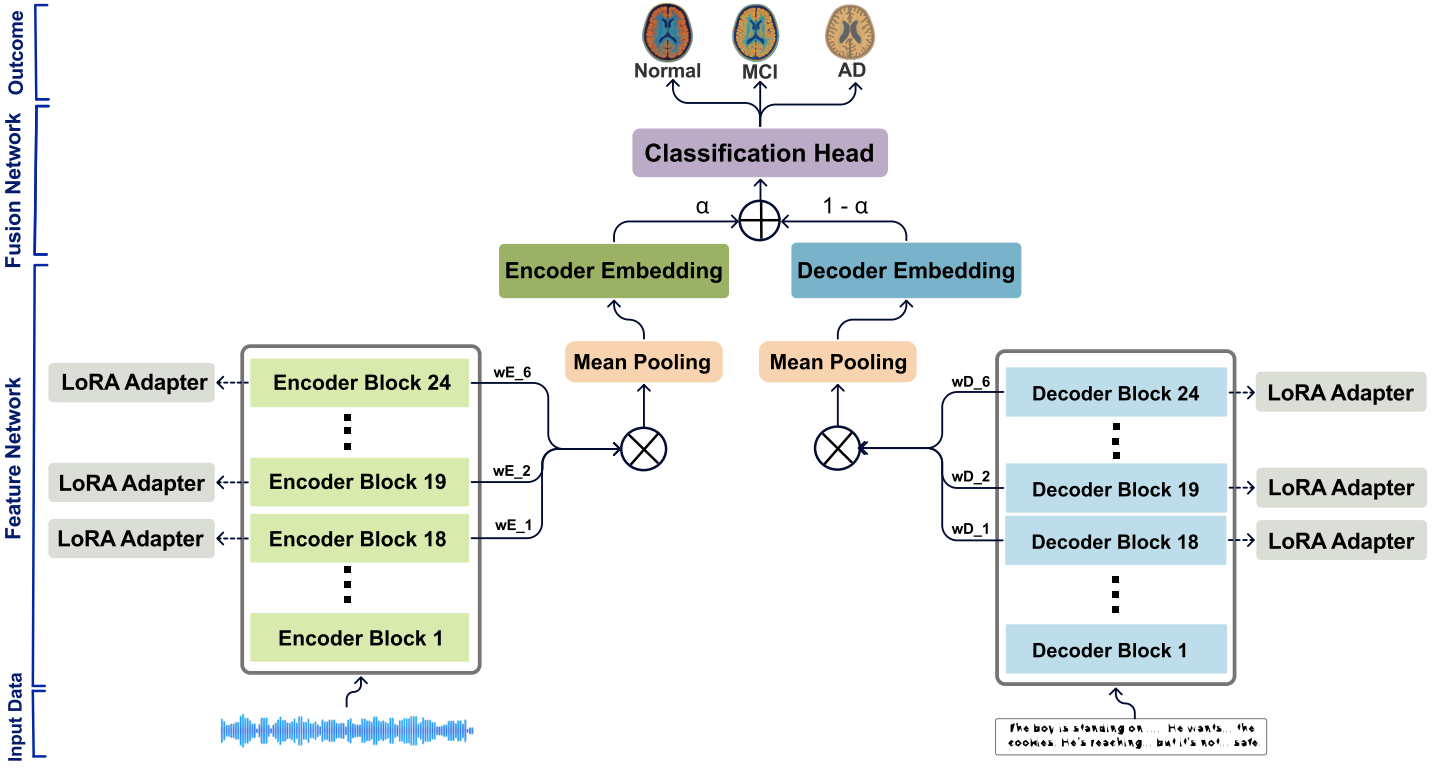 Outcome
Normal
MCI
AD
Fusion Network
Classification Head
α
1 - α
Encoder Embedding
Decoder Embedding
Feature Network
Mean Pooling
Mean Pooling
LoRA Adapter
Encoder Block 24
wE_6
wD_6
Decoder Block 24
LoRA Adapter
LoRA Adapter
Encoder Block 19
wE_2
wD_2
Decoder Block 19
LoRA Adapter
LoRA Adapter
Encoder Block 18
wE_1
wD_1
Decoder Block 18
LoRA Adapter
Encoder Block 1
Decoder Block 1
Input Data
The boy is standing on .... He wants... the
cookies. He's reaching... but it's not... safe.